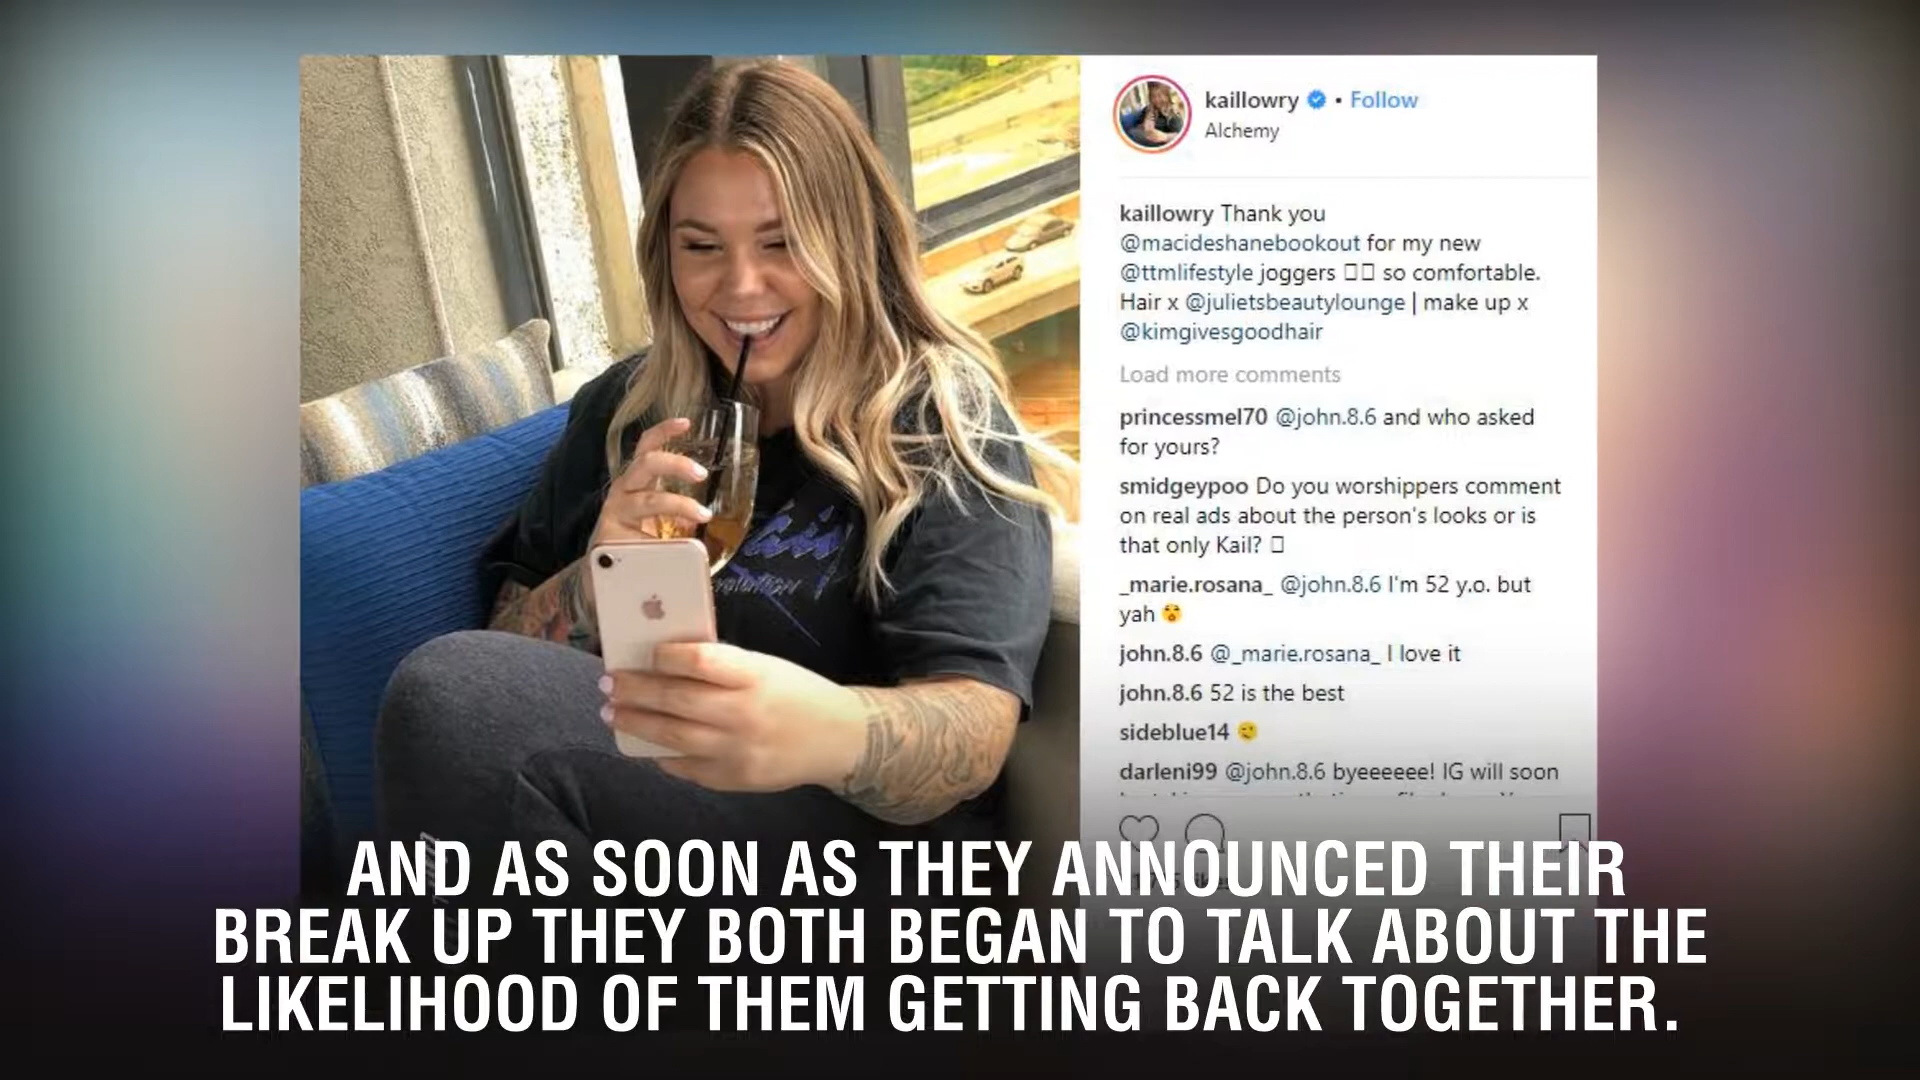 kaillowry • Follow
Alchemy
kaillowry Thank you
@macideshanebookout for my new
@ttmlifestyle joggers so comfortable.
Hair x @julietsbeautylounge | make up x
@kimgivesgoodhair
Load more comments
princessmel70 @john.8.6 and who asked
for yours?
smidgeypoo Do you worshippers comment
on real ads about the person's looks or is
that only Kail?
_marie.rosana_ @john.8.6 I'm 52 y.o. but
yah
john.8.6 @_marie.rosana_ I love it
john.8.6 52 is the best
sideblue14
darleni99 @john.8.6 byeeeeee! IG will soon
AND AS SOON AS THEY ANNOUNCED THEIR
BREAK UP THEY BOTH BEGAN TO TALK ABOUT THE
LIKELIHOOD OF THEM GETTING BACK TOGETHER.